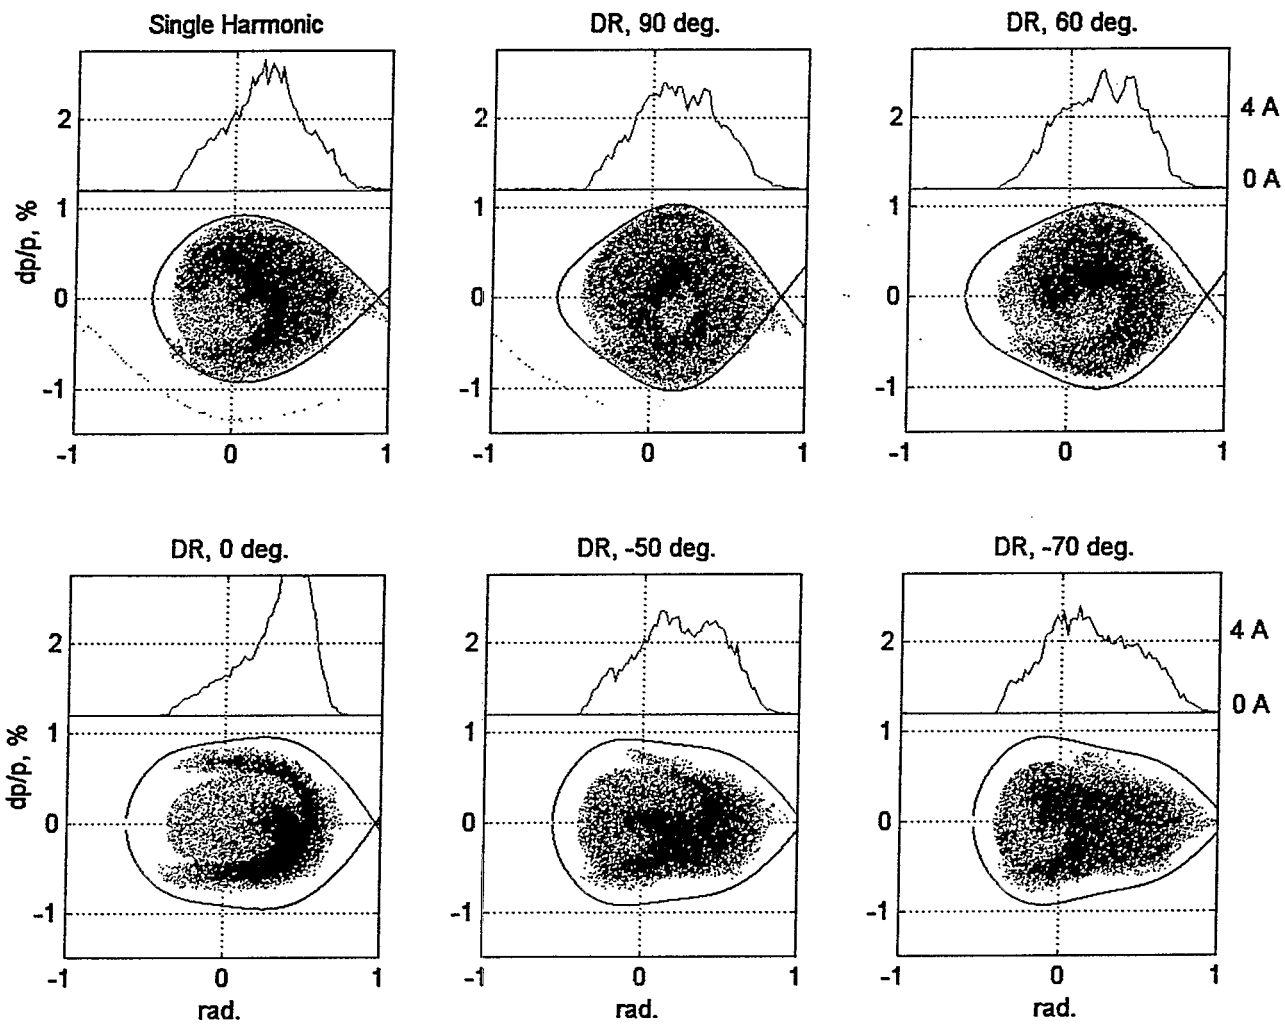 Single Harmonic
DR, 90 deg.
DR, 60 deg.
2
2
2
4 A
0 A
1
1
1
dp/p, %
0
0
0
-1
-1
-1
-1 0 1
-1 0 1
-1 0 1
DR, 0 deg.
DR, -50 deg.
DR, -70 deg.
2
2
2
4 A
0 A
1
1
1
dp/p, %
0
0
0
-1
-1
-1
-1 0 1
-1 0 1
-1 0 1
rad.
rad.
rad.